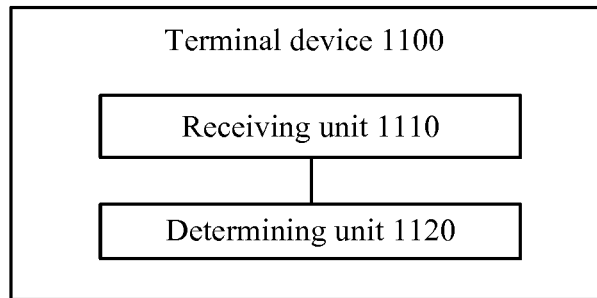 Terminal device 1100
Receiving unit 1110
Determining unit 1120